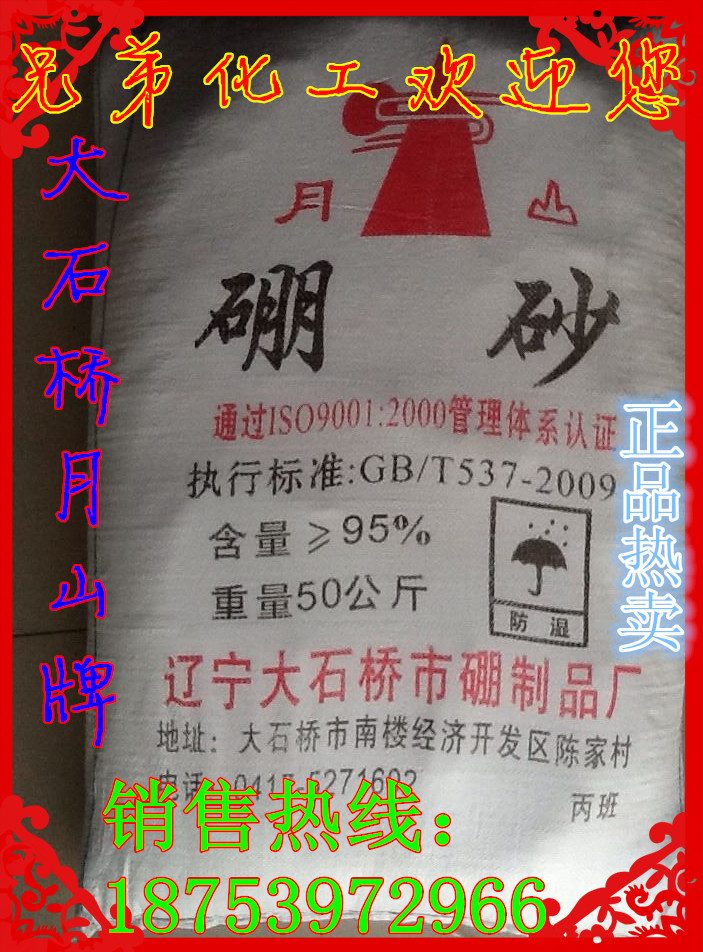 兄弟化工欢迎您
大石桥月山牌
月山
硼砂
通过ISO9001:2000管理体系认证
执行标准:GB/T537-2009
含量≥95%
重量50公斤
防湿
正品热卖
辽宁大石桥市硼制品厂
地址：大石桥市南楼经济开发区陈家村
电话:0417-5271602
丙班
销售热线：
18753972966